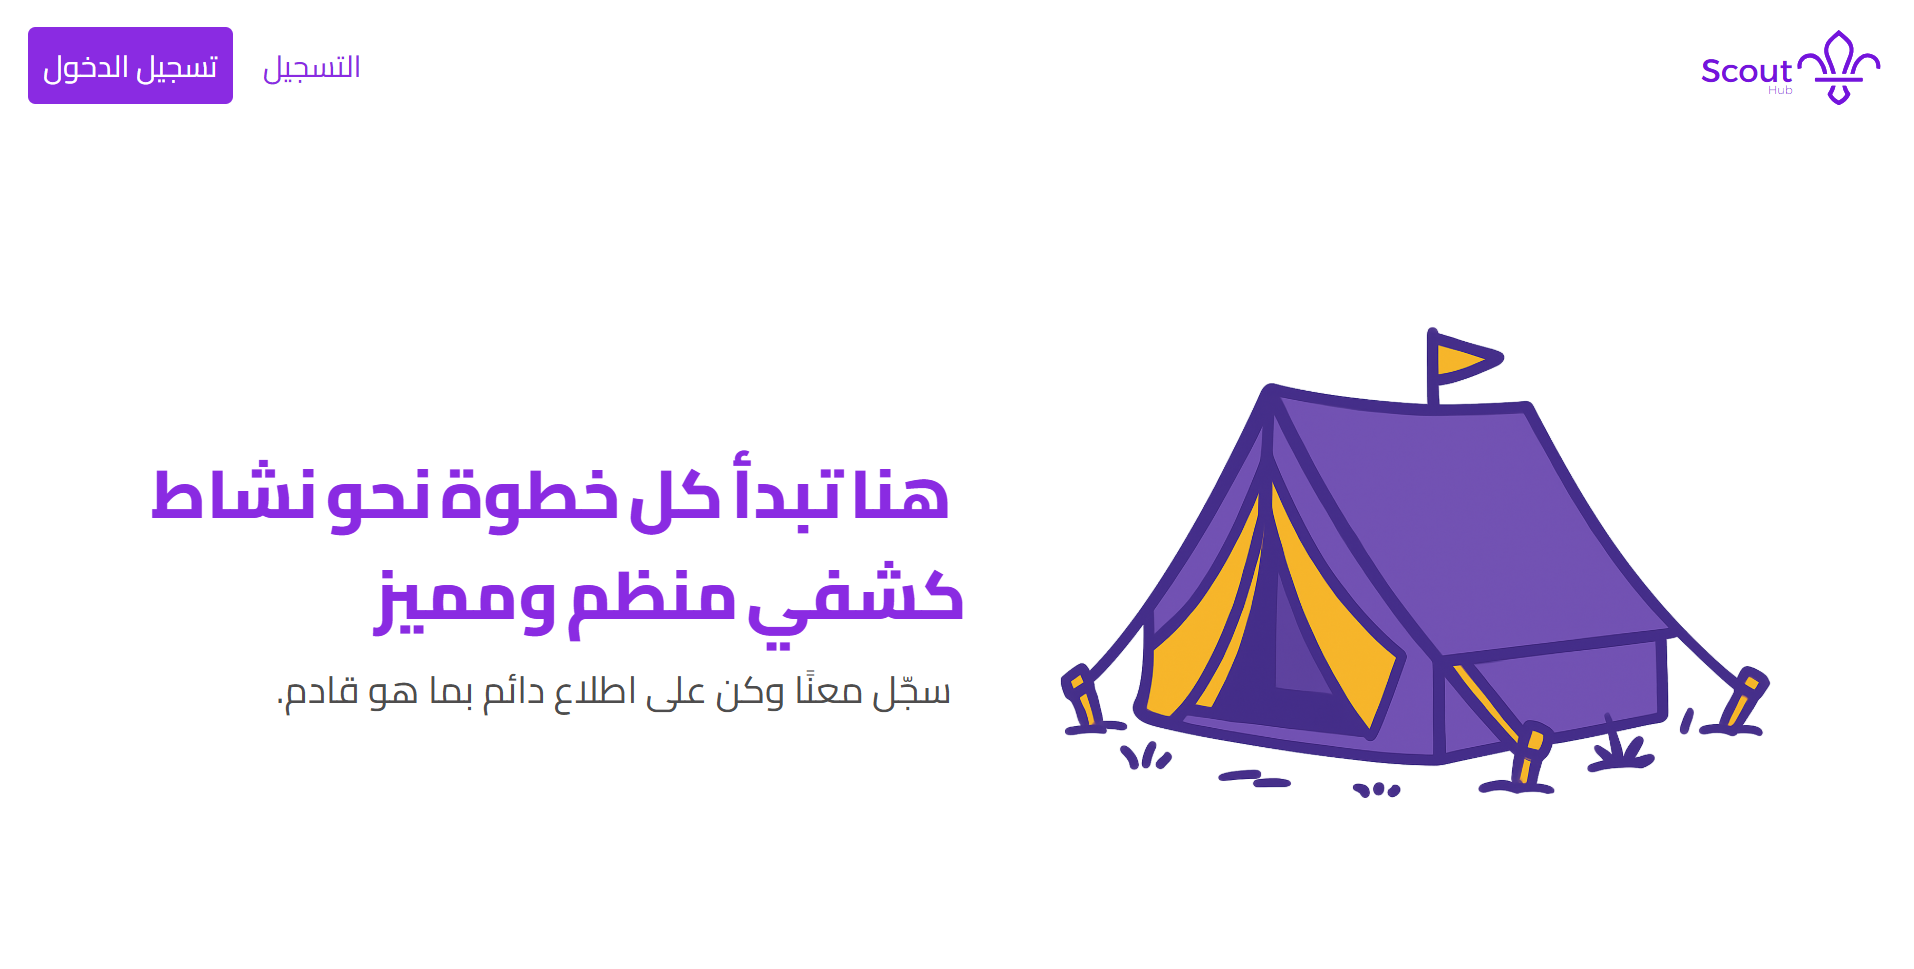 Scout
Hub
التسجيل
تسجيل الدخول
هنا تبدأ كل خطوة نحو نشاط
كشفي منظم ومميز
سجّل معنًا وكن على اطلاع دائم بما هو قادم.